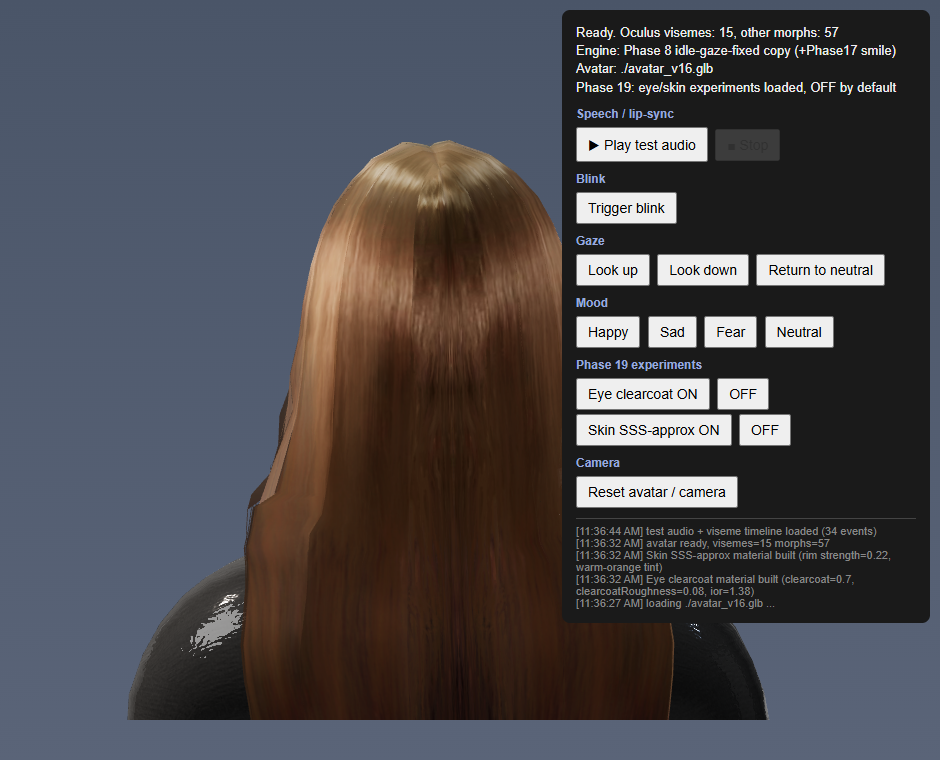 Ready. Oculus visemes: 15, other morphs: 57
Engine: Phase 8 idle-gaze-fixed copy (+Phase17 smile)
Avatar: ./avatar_v16.glb
Phase 19: eye/skin experiments loaded, OFF by default
Speech / lip-sync
▶ Play test audio ■ Stop
Blink
Trigger blink
Gaze
Look up Look down Return to neutral
Mood
Happy Sad Fear Neutral
Phase 19 experiments
Eye clearcoat ON OFF
Skin SSS-approx ON OFF
Camera
Reset avatar / camera
[11:36:44 AM] test audio + viseme timeline loaded (34 events)
[11:36:32 AM] avatar ready, visemes=15 morphs=57
[11:36:32 AM] Skin SSS-approx material built (rim strength=0.22,
warm-orange tint)
[11:36:32 AM] Eye clearcoat material built (clearcoat=0.7,
clearcoatRoughness=0.08, ior=1.38)
[11:36:27 AM] loading ./avatar_v16.glb ...